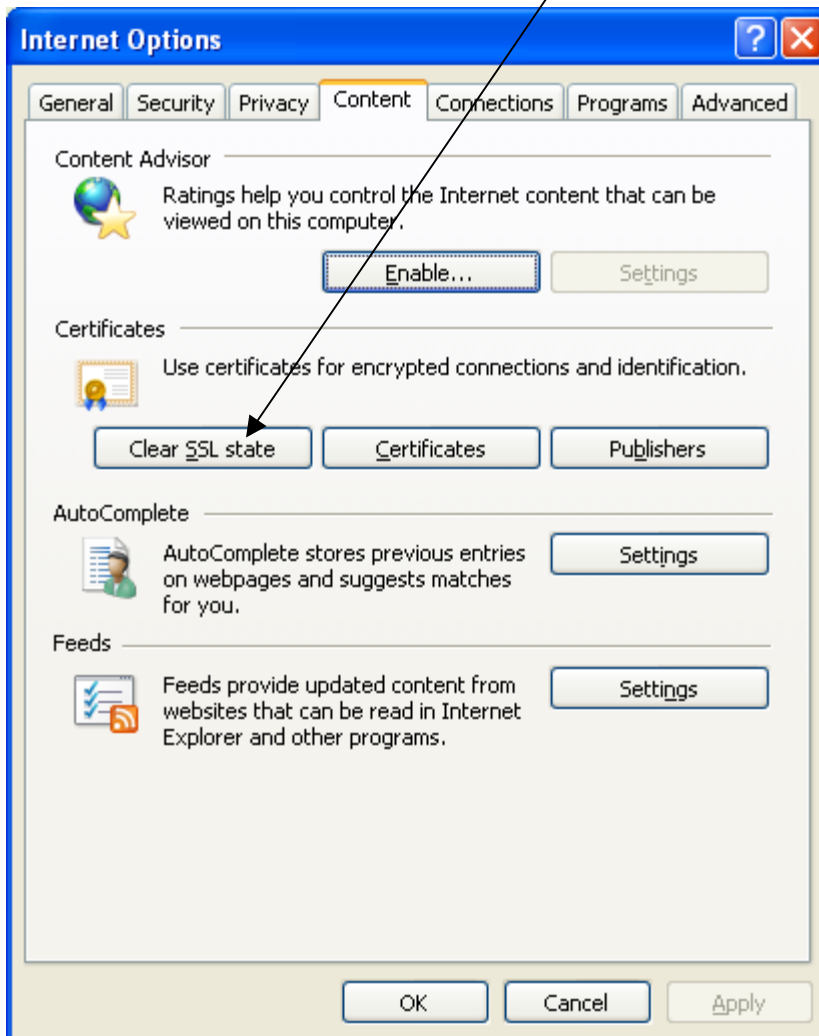 Internet Options
General Security Privacy Content Connections Programs Advanced
Content Advisor
Ratings help you control the Internet content that can be
viewed on this computer.
Enable... Settings
Certificates
Use certificates for encrypted connections and identification.
Clear SSL state Certificates Publishers
AutoComplete
AutoComplete stores previous entries
on webpages and suggests matches
for you.
Settings
Feeds
Feeds provide updated content from
websites that can be read in Internet
Explorer and other programs.
Settings
OK Cancel Apply